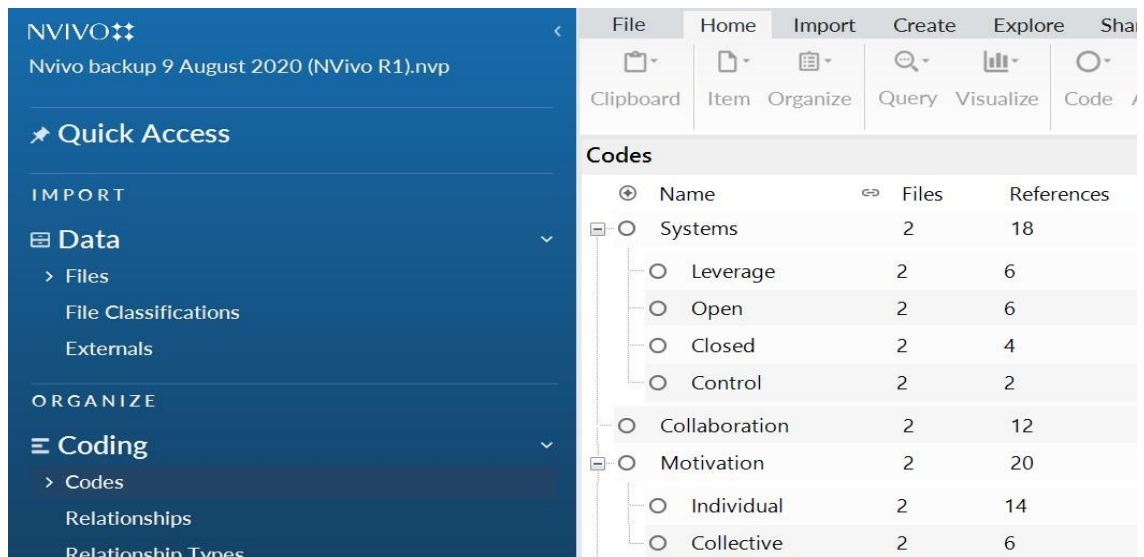 NVIVO
Nvivo backup 9 August 2020 (NVivo R1).nvp
Quick Access
IMPORT
Data
Files
File Classifications
Externals
ORGANIZE
Coding
Codes
Relationships
Relationship Types
File Home Import Create Explore
Clipboard Item Organize Query Visualize Code
Codes
Name Files References
Systems 2 18
Leverage 2 6
Open 2 6
Closed 2 4
Control 2 2
Collaboration 2 12
Motivation 2 20
Individual 2 14
Collective 2 6